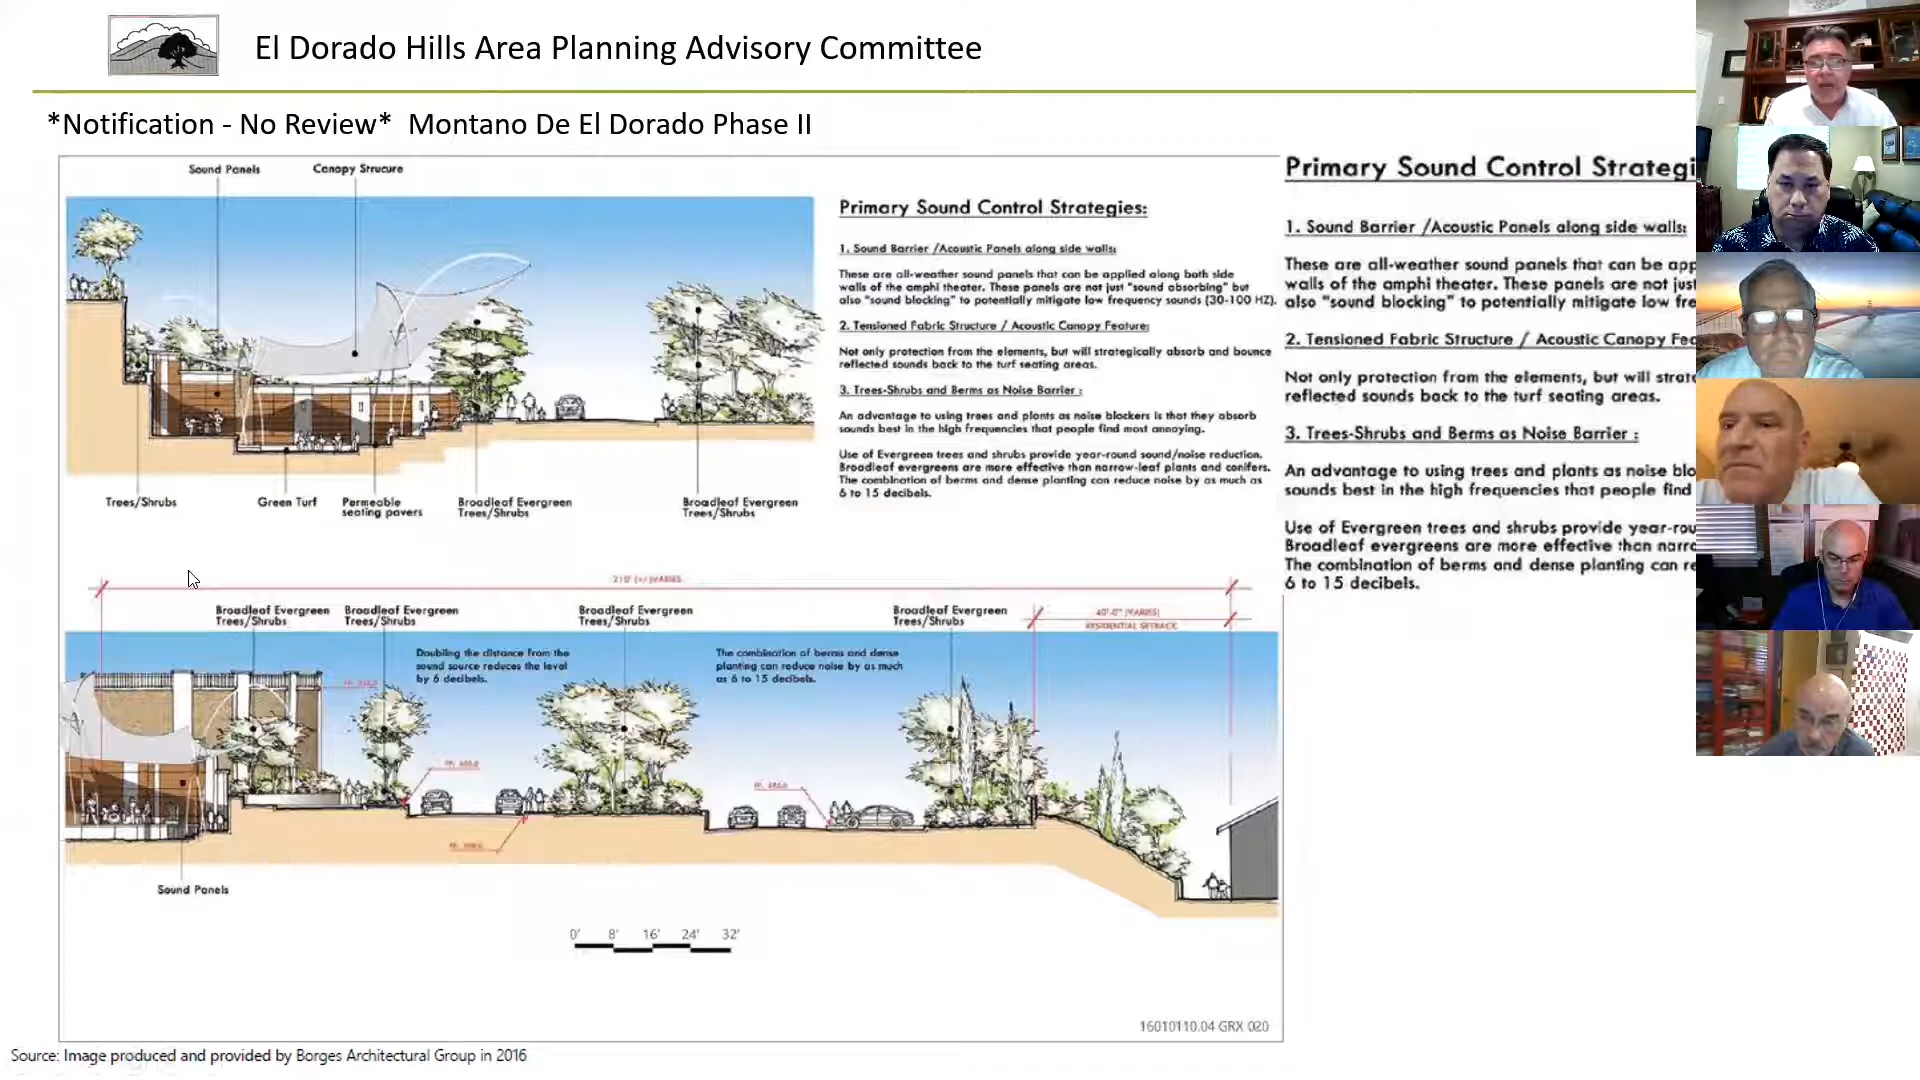 El Dorado Hills Area Planning Advisory Committee
*Notification - No Review*  Montano De El Dorado Phase II
Sound Panels
Canopy Strucure
Trees/Shrubs
Green Turf
Permeable
seating pavers
Broadleaf Evergreen
Trees/Shrubs
Broadleaf Evergreen
Trees/Shrubs
Primary Sound Control Strategies:
1. Sound Barrier /Acoustic Panels along side walls:
These are all-weather sound panels that can be applied along both side
walls of the amphi theater. These panels are not just "sound absorbing" but
also "sound blocking" to potentially mitigate low frequency sounds (30-100 HZ).
2. Tensioned Fabric Structure / Acoustic Canopy Feature:
Not only protection from the elements, but will strategically absorb and bounce
reflected sounds back to the turf seating areas.
3. Trees-Shrubs and Berms as Noise Barrier :
An advantage to using trees and plants as noise blockers is that they absorb
sounds best in the high frequencies that people find most annoying.
Use of Evergreen trees and shrubs provide year-round sound/noise reduction.
Broadleaf evergreens are more effective than narrow-leaf plants and conifers.
The combination of berms and dense planting can reduce noise by as much as
6 to 15 decibels.
Primary Sound Control Strategi
1. Sound Barrier /Acoustic Panels along side walls:
These are all-weather sound panels that can be app
walls of the amphi theater. These panels are not jus
also "sound blocking" to potentially mitigate low fre
2. Tensioned Fabric Structure / Acoustic Canopy Fea
Not only protection from the elements, but will strate
reflected sounds back to the turf seating areas.
3. Trees-Shrubs and Berms as Noise Barrier :
An advantage to using trees and plants as noise blo
sounds best in the high frequencies that people find
Use of Evergreen trees and shrubs provide year-rou
Broadleaf evergreens are more effective than narro
The combination of berms and dense planting can re
6 to 15 decibels.
210' (+/-) VARIES
40'-0" (VARIES)
RESIDENTIAL SETBACK
Broadleaf Evergreen
Trees/Shrubs
Broadleaf Evergreen
Trees/Shrubs
Broadleaf Evergreen
Trees/Shrubs
Broadleaf Evergreen
Trees/Shrubs
Doubling the distance from the
sound source reduces the level
by 6 decibels.
The combination of berms and dense
planting can reduce noise by as much
as 6 to 15 decibels.
Sound Panels
0' 8' 16' 24' 32'
16010110.04 GRX 020
Source: Image produced and provided by Borges Architectural Group in 2016